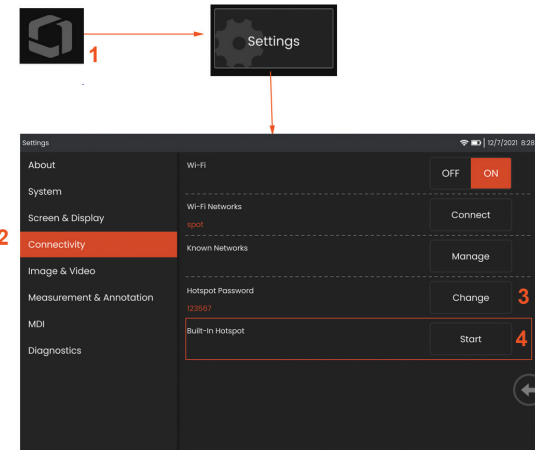 1
Settings
Settings 12/7/2021 8:28
About
System
Screen & Display
2 Connectivity
Image & Video
Measurement & Annotation
MDI
Diagnostics
Wi-Fi
OFF ON
Wi-Fi Networks
spot
Connect
Known Networks
Manage
Hotspot Password
123567
Change 3
Built-In Hotspot
Start 4